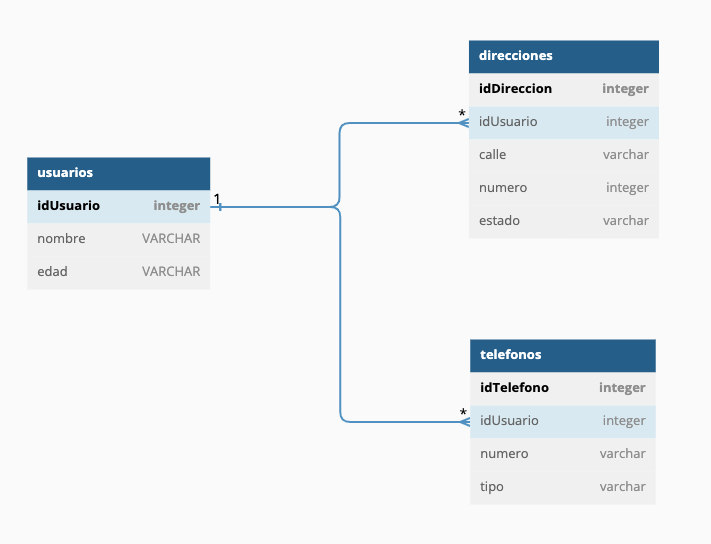 usuarios
idUsuario integer
nombre VARCHAR
edad VARCHAR
1
direcciones
idDireccion integer
*
idUsuario integer
calle varchar
numero integer
estado varchar
telefonos
idTelefono integer
*
idUsuario integer
numero varchar
tipo varchar